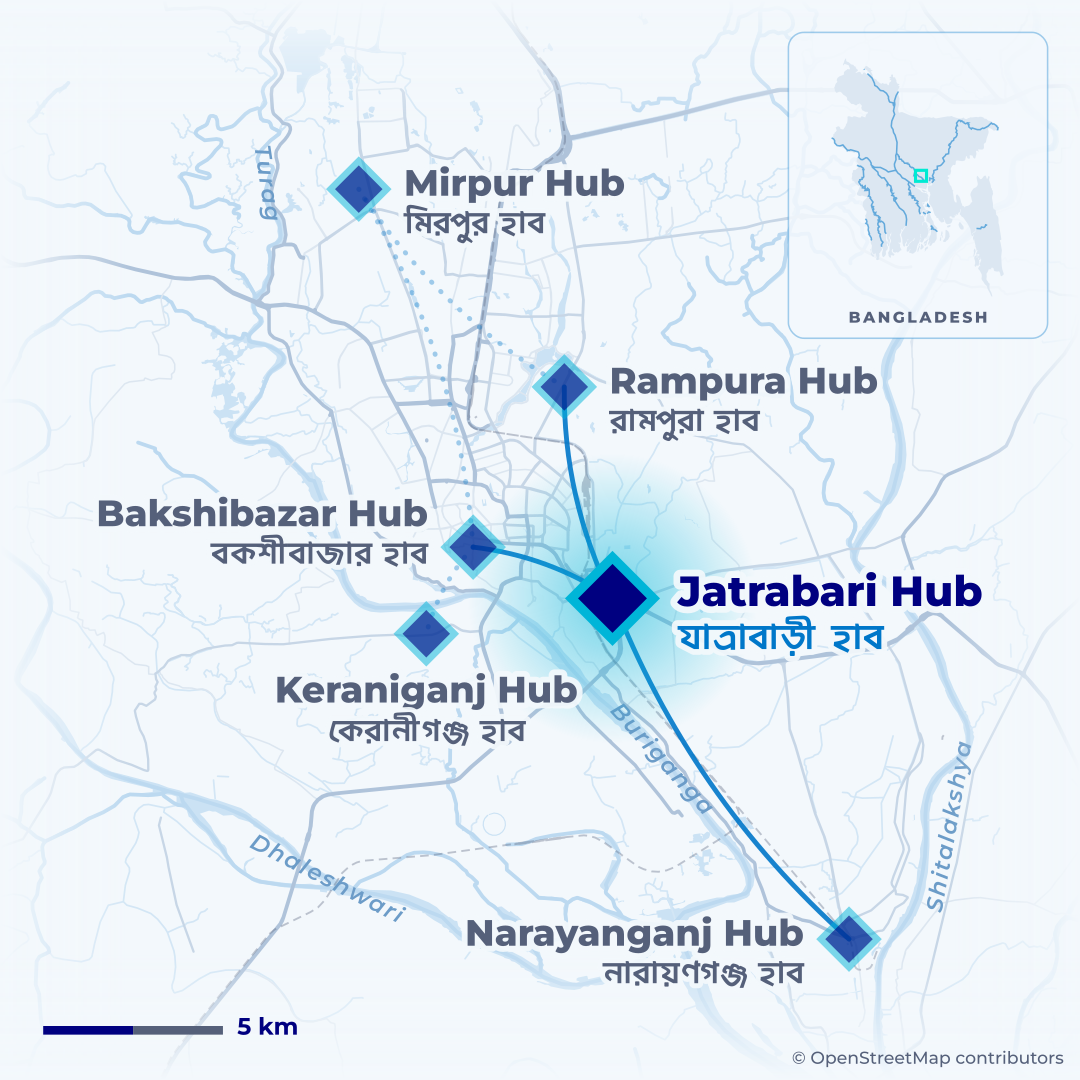 Turag
Mirpur Hub
মিরপুর হাব
BANGLADESH
Rampura Hub
রামপুরা হাব
Bakshibazar Hub
বকশীবাজার হাব
Jatrabari Hub
যাত্রাবাড়ী হাব
Keraniganj Hub
কেরানীগঞ্জ হাব
Buriganga
Shitalakshya
Dhaleshwari
Narayanganj Hub
নারায়ণগঞ্জ হাব
5 km
© OpenStreetMap contributors